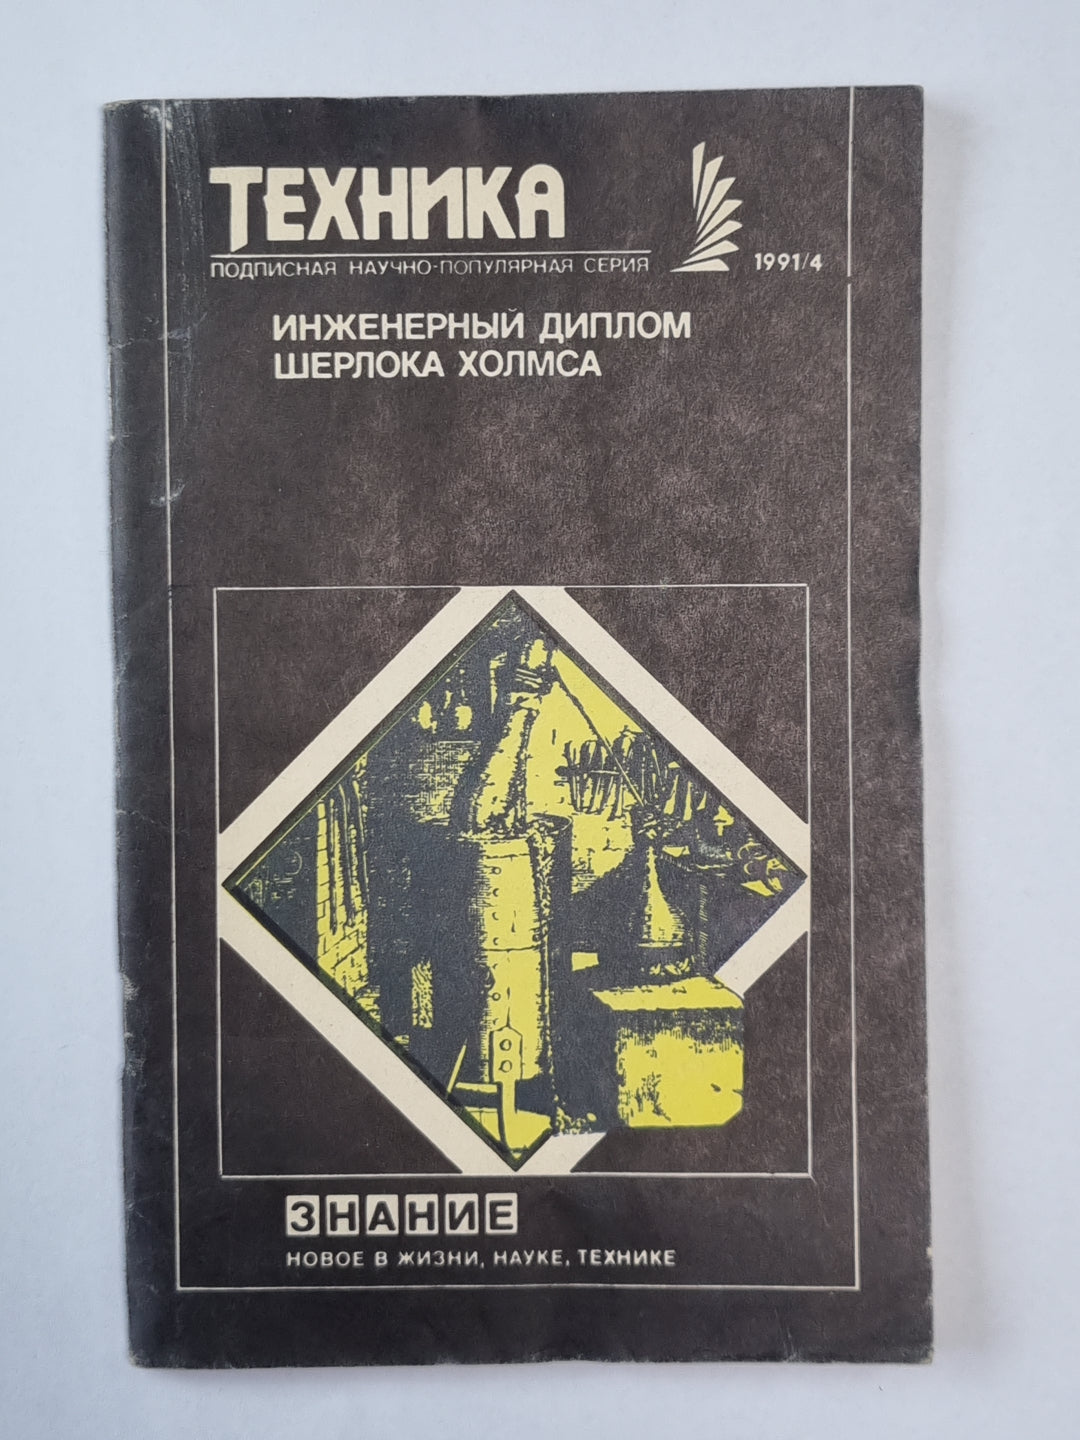 ТЕХНИКА
ПОДПИСНАЯ НАУЧНО-ПОПУЛЯРНАЯ СЕРИЯ
1991/4
ИНЖЕНЕРНЫЙ ДИПЛОМ
ШЕРЛОКА ХОЛМСА
ЗНАНИЕ
НОВОЕ В ЖИЗНИ, НАУКЕ, ТЕХНИКЕ